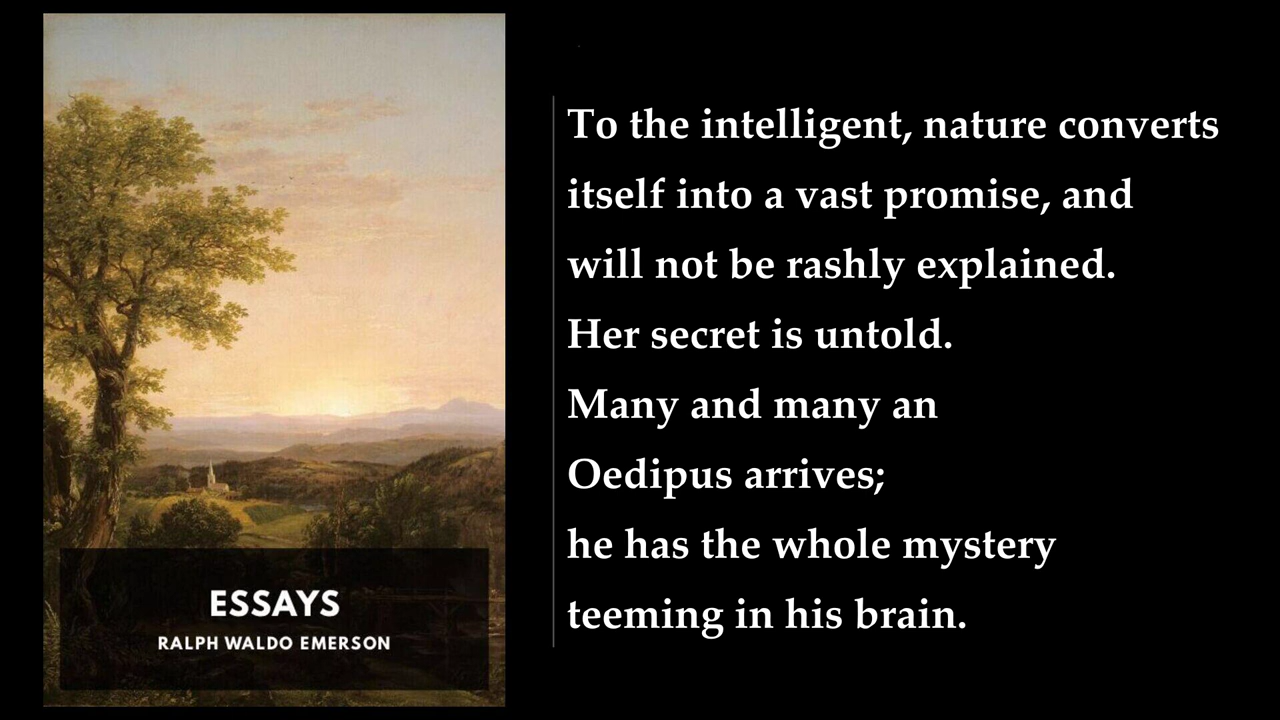 ESSAYS
RALPH WALDO EMERSON
To the intelligent, nature converts
itself into a vast promise, and
will not be rashly explained.
Her secret is untold.
Many and many an
Oedipus arrives;
he has the whole mystery
teeming in his brain.